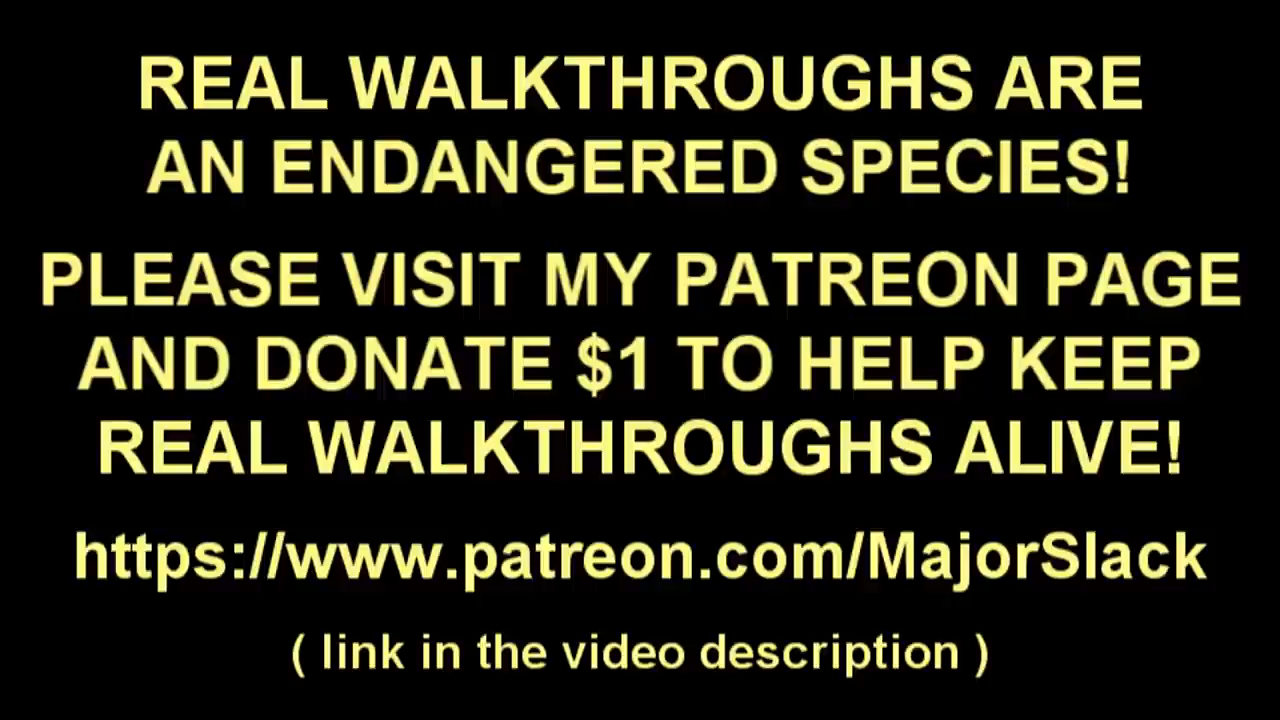 REAL WALKTHROUGHS ARE
AN ENDANGERED SPECIES!
PLEASE VISIT MY PATREON PAGE
AND DONATE $1 TO HELP KEEP
REAL WALKTHROUGHS ALIVE!
https://www.patreon.com/MajorSlack
( link in the video description )